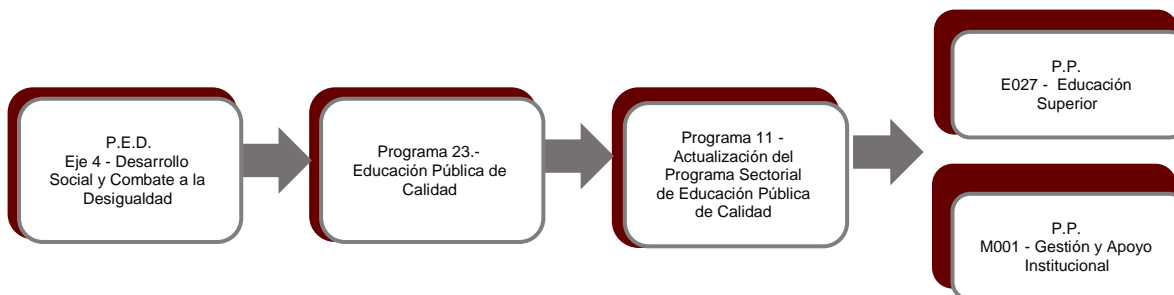 P.E.D.
Eje 4 - Desarrollo
Social y Combate a la
Desigualdad
Programa 23.-
Educación Pública de
Calidad
Programa 11 -
Actualización del
Programa Sectorial
de Educación Pública
de Calidad
P.P.
E027 - Educación
Superior
P.P.
M001 - Gestión y Apoyo
Institucional